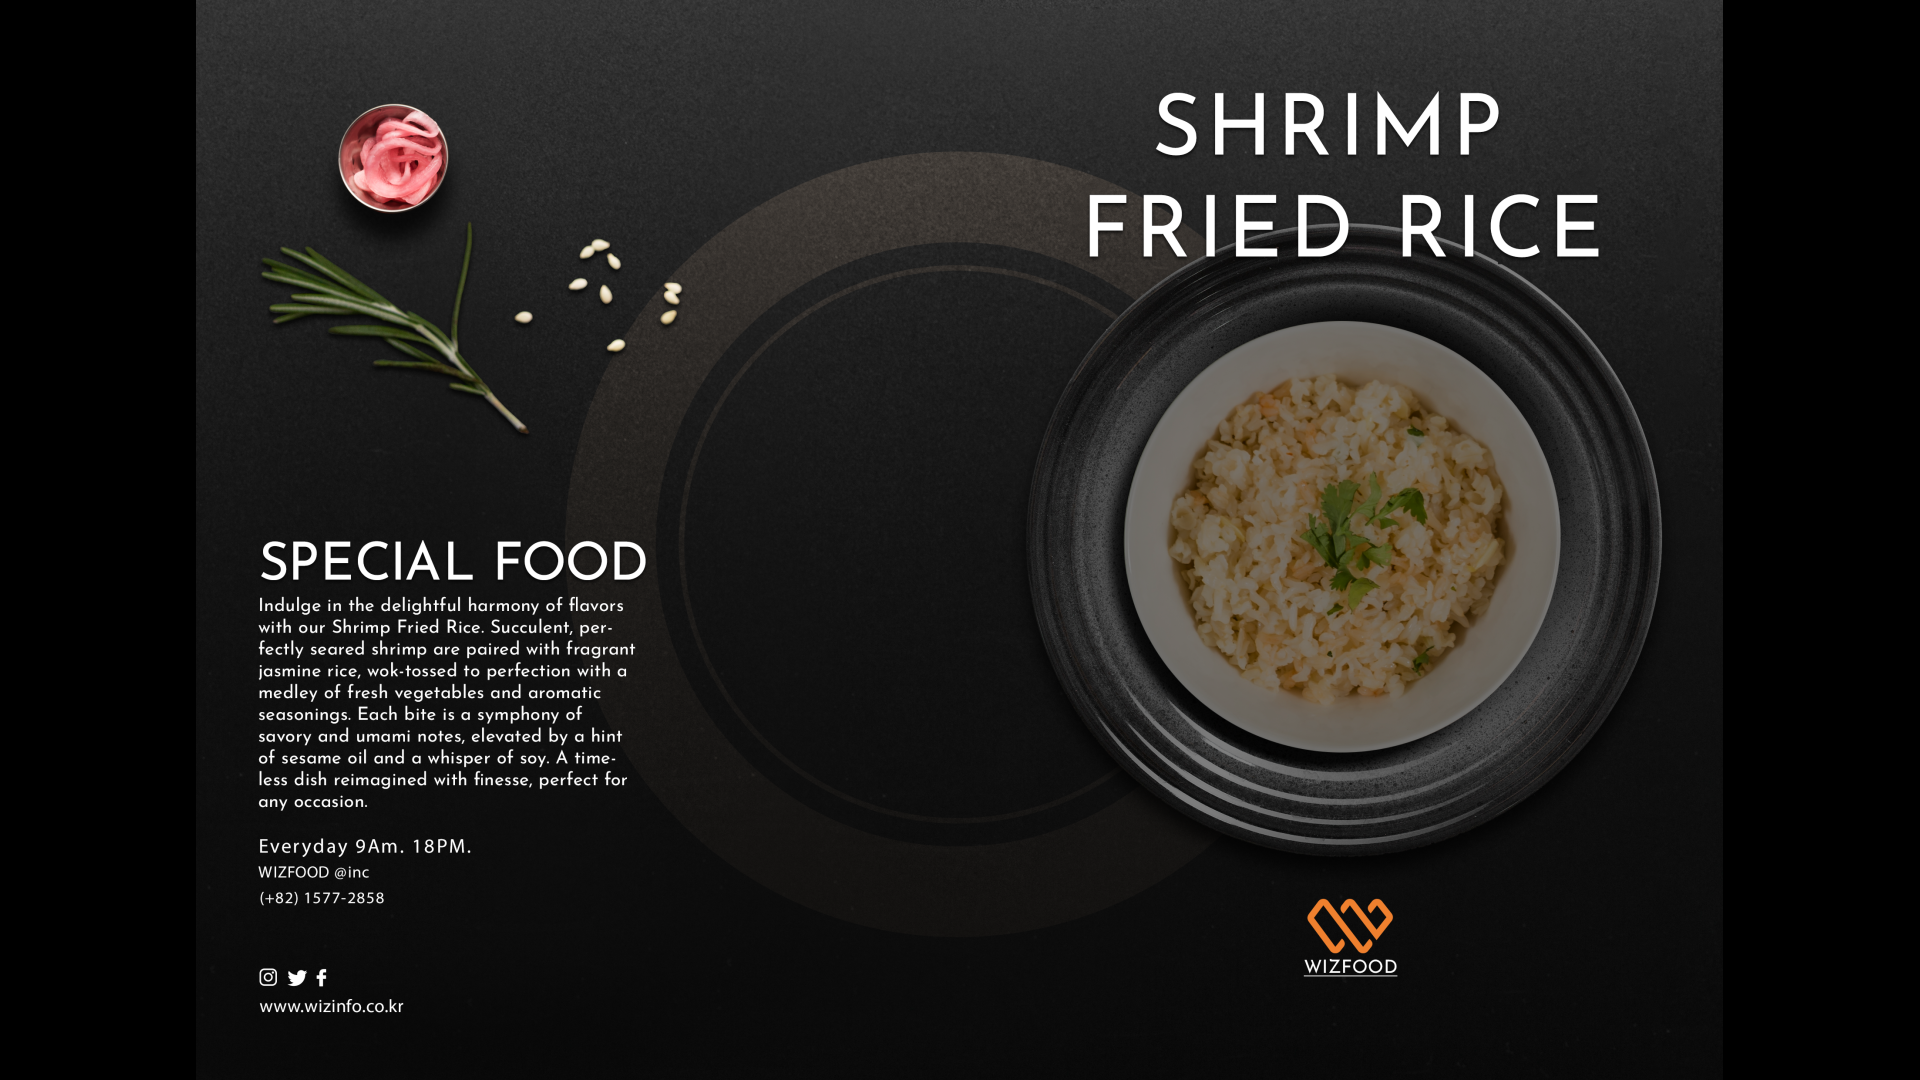 SHRIMP
FRIED RICE
SPECIAL FOOD
Indulge in the delightful harmony of flavors
with our Shrimp Fried Rice. Succulent, per-
fectly seared shrimp are paired with fragrant
jasmine rice, wok-tossed to perfection with a
medley of fresh vegetables and aromatic
seasonings. Each bite is a symphony of
savory and umami notes, elevated by a hint
of sesame oil and a whisper of soy. A time-
less dish reimagined with finesse, perfect for
any occasion.
Everyday 9Am. 18PM.
WIZFOOD @inc
(+82) 1577-2858
www.wizinfo.co.kr
WIZFOOD